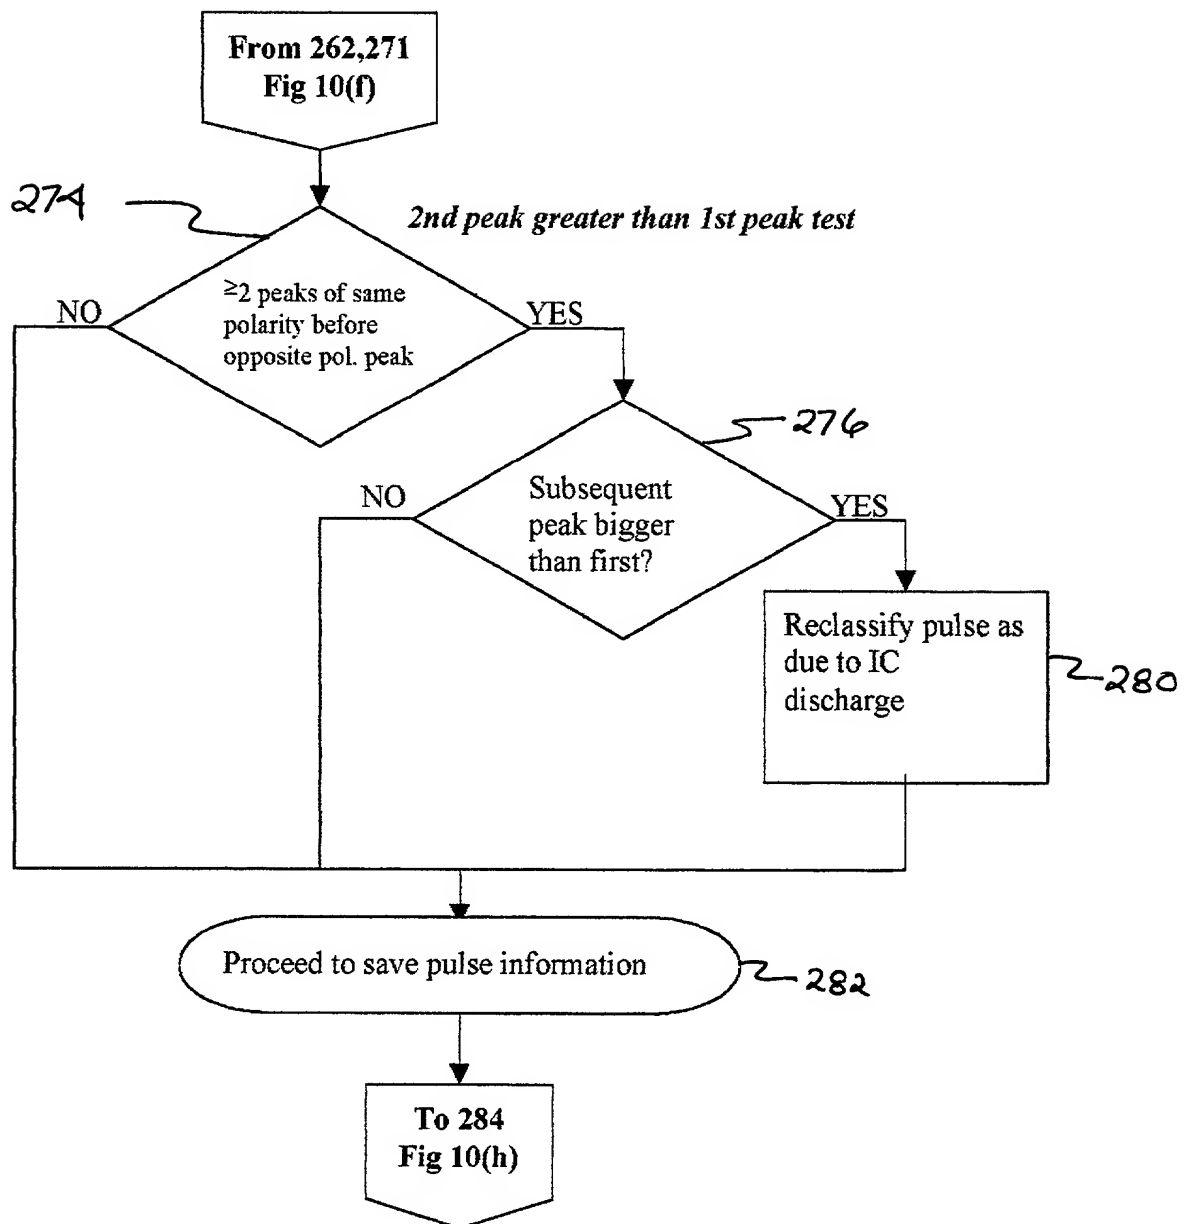 From 262,271
Fig 10(f)
274
2nd peak greater than 1st peak test
≥2 peaks of same
polarity before
opposite pol. peak
NO
YES
276
Subsequent
peak bigger
than first?
NO
YES
Reclassify pulse as
due to IC
discharge
280
Proceed to save pulse information
282
To 284
Fig 10(h)